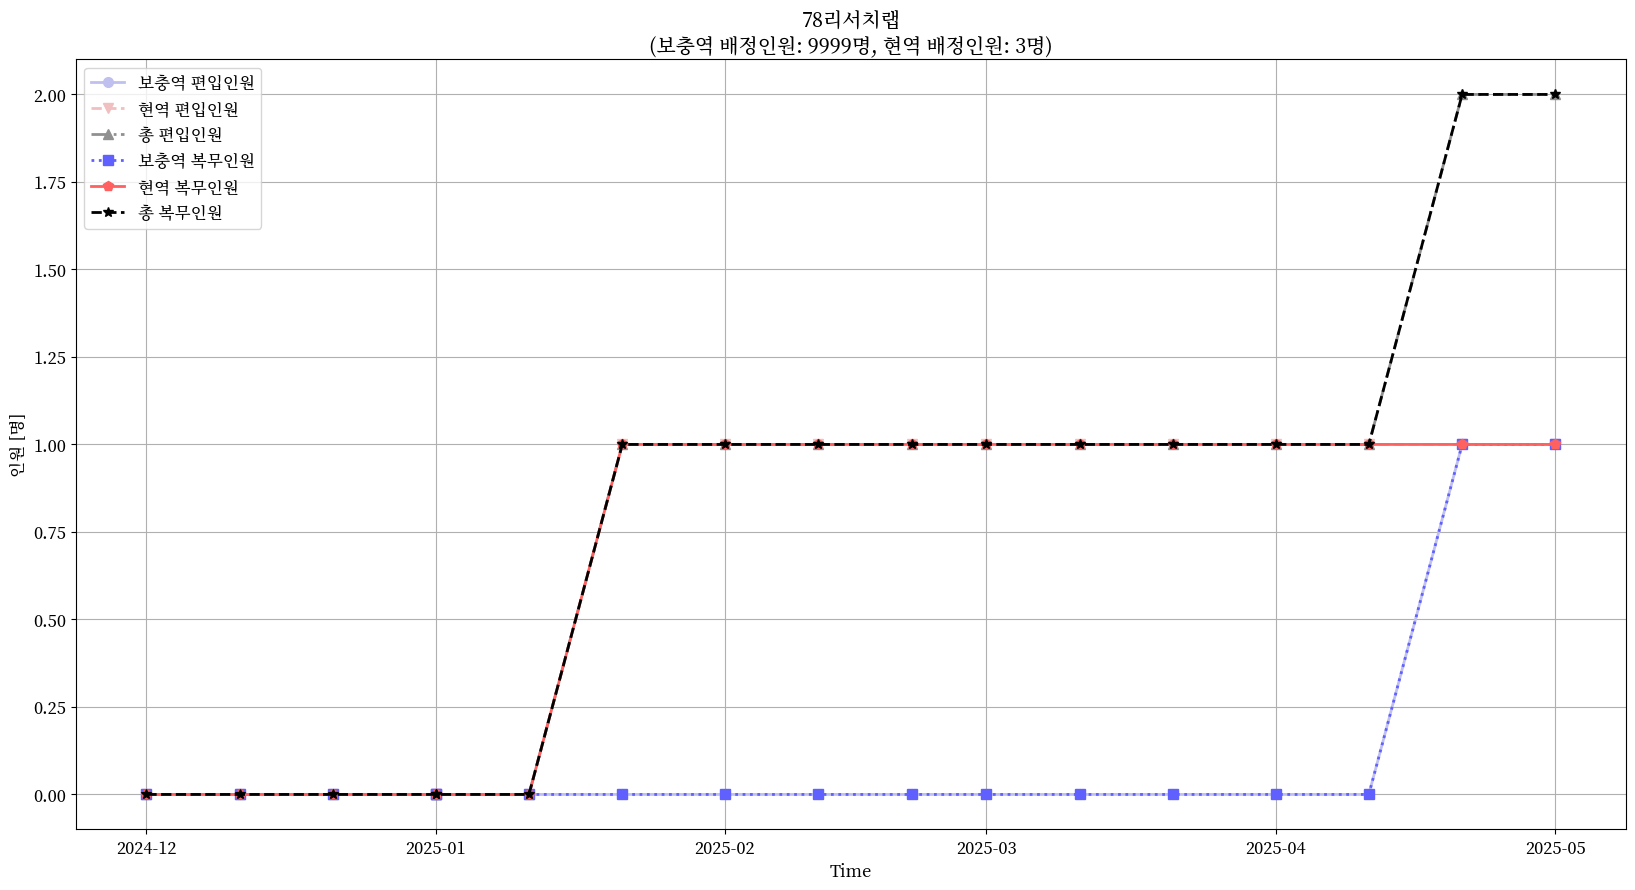 78리서치랩
(보충역 배정인원: 9999명, 현역 배정인원: 3명)
보충역 편입인원
현역 편입인원
총 편입인원
보충역 복무인원
현역 복무인원
총 복무인원
2.00
1.75
1.50
1.25
1.00
0.75
0.50
0.25
0.00
인원 [명]
2024-12
2025-01
2025-02
2025-03
2025-04
2025-05
Time